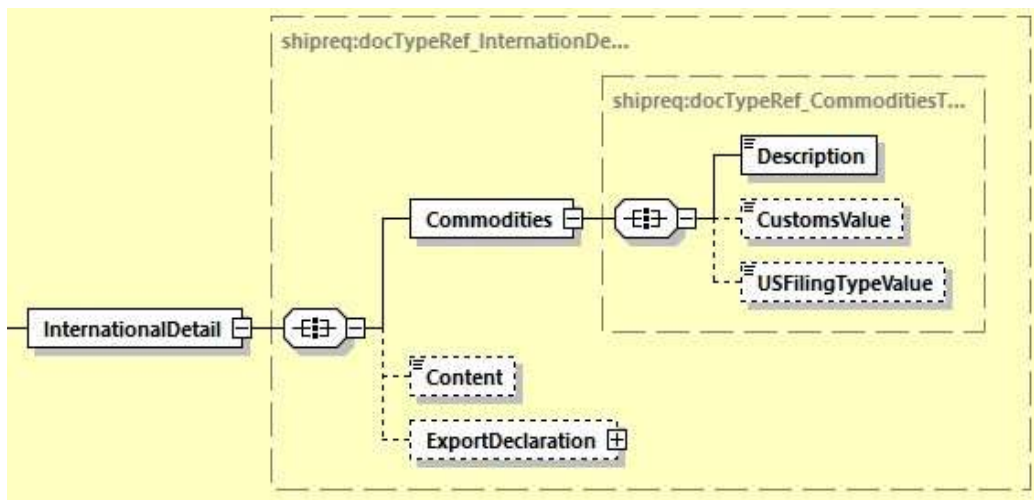 shipreq:docTypeRef_InternationDe...
shipreq:docTypeRef_CommoditiesT...
Description
Commodities
CustomsValue
USFilingTypeValue
InternationalDetail
Content
ExportDeclaration